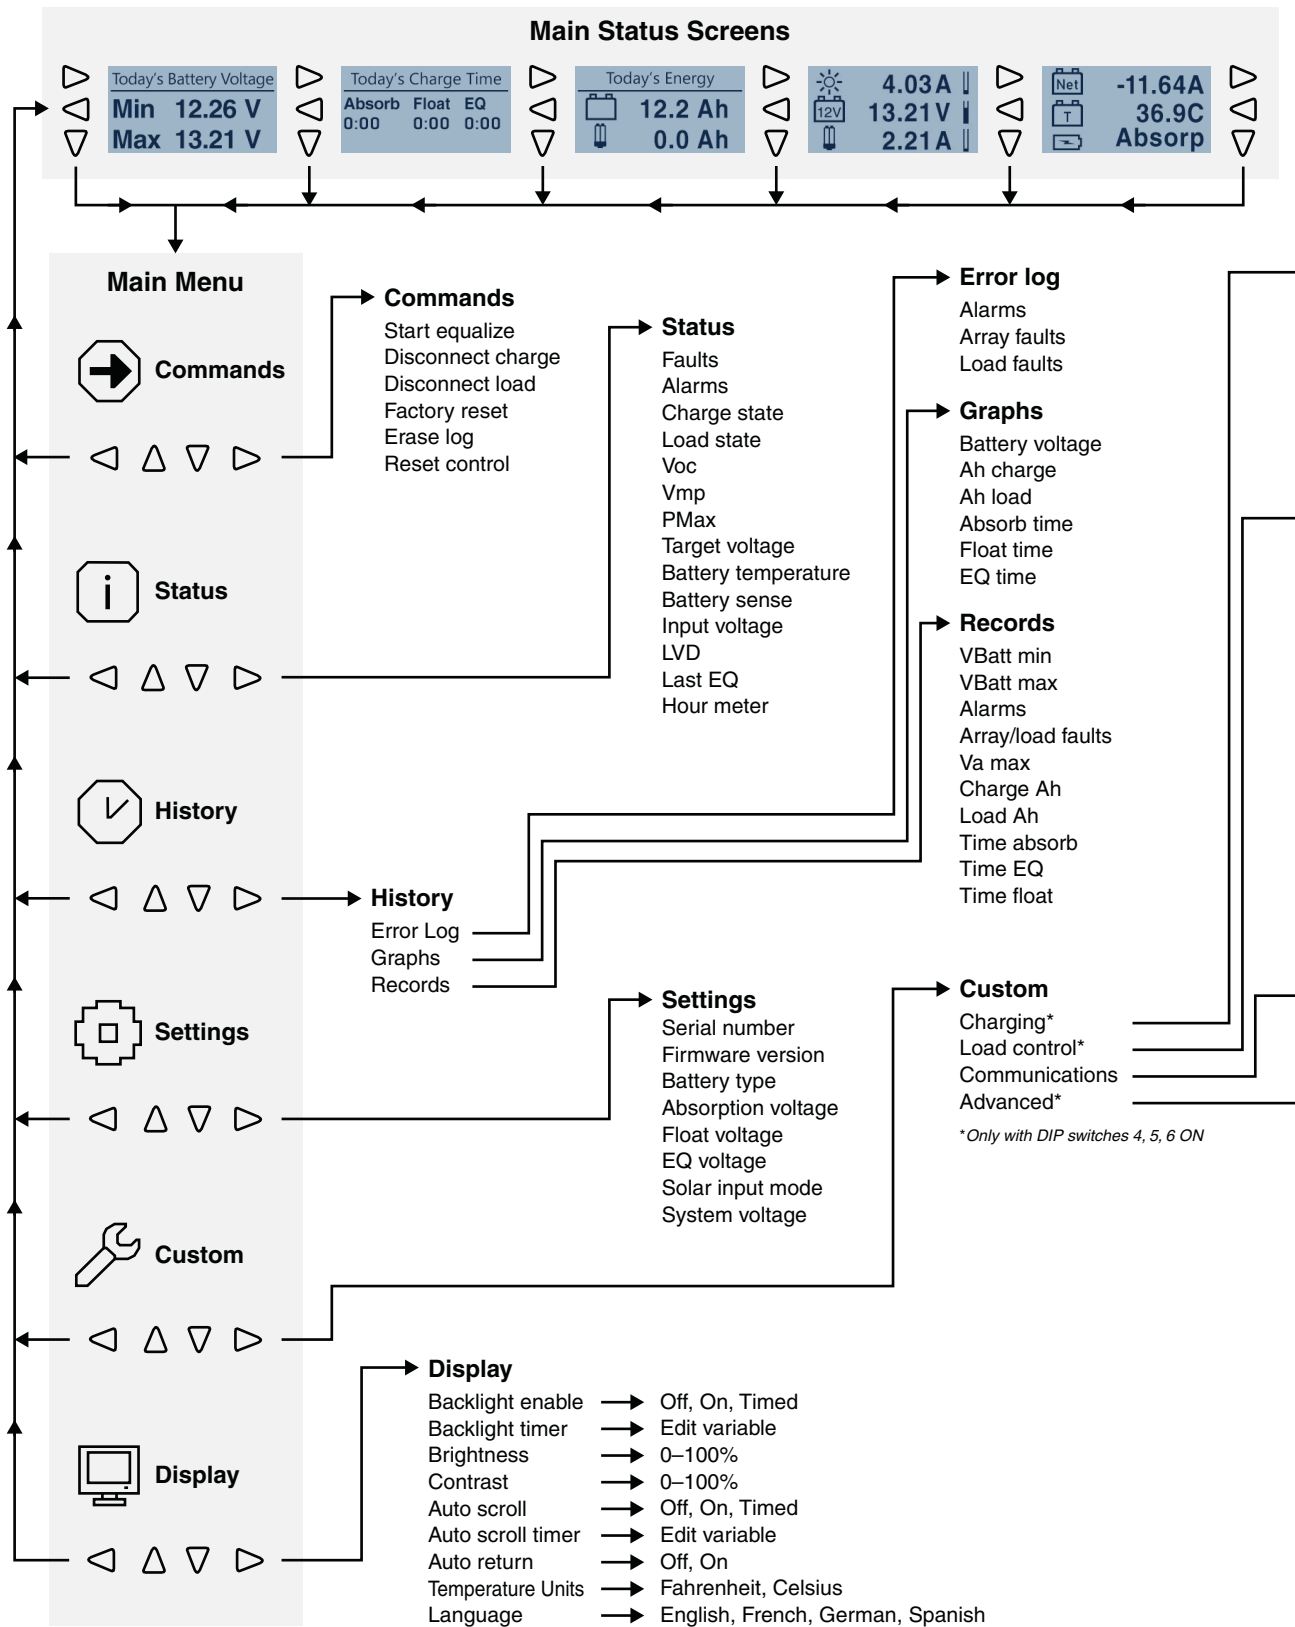 Main Status Screens
Today's Battery Voltage
Min 12.26 V
Max 13.21 V
Today's Charge Time
Absorb Float EQ
0:00 0:00 0:00
Today's Energy
12.2 Ah
0.0 Ah
4.03A
12V 13.21V
2.21A
Net -11.64A
T 36.9C
Absorp
Main Menu
Commands
Status
History
Settings
Custom
Display
Commands
Start equalize
Disconnect charge
Disconnect load
Factory reset
Erase log
Reset control
Status
Faults
Alarms
Charge state
Load state
Voc
Vmp
PMax
Target voltage
Battery temperature
Battery sense
Input voltage
LVD
Last EQ
Hour meter
History
Error Log
Graphs
Records
Error log
Alarms
Array faults
Load faults
Graphs
Battery voltage
Ah charge
Ah load
Absorb time
Float time
EQ time
Records
VBatt min
VBatt max
Alarms
Array/load faults
Va max
Charge Ah
Load Ah
Time absorb
Time EQ
Time float
Settings
Serial number
Firmware version
Battery type
Absorption voltage
Float voltage
EQ voltage
Solar input mode
System voltage
Custom
Charging*
Load control*
Communications
Advanced*
*Only with DIP switches 4, 5, 6 ON
Display
Backlight enable Off, On, Timed
Backlight timer Edit variable
Brightness 0–100%
Contrast 0–100%
Auto scroll Off, On, Timed
Auto scroll timer Edit variable
Auto return Off, On
Temperature Units Fahrenheit, Celsius
Language English, French, German, Spanish